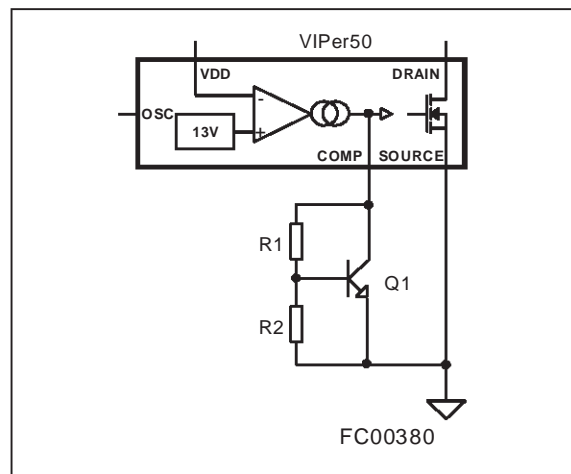 VIPer50
VDD
DRAIN
OSC
-
13V
+
COMP
SOURCE
R1
Q1
R2
FC00380